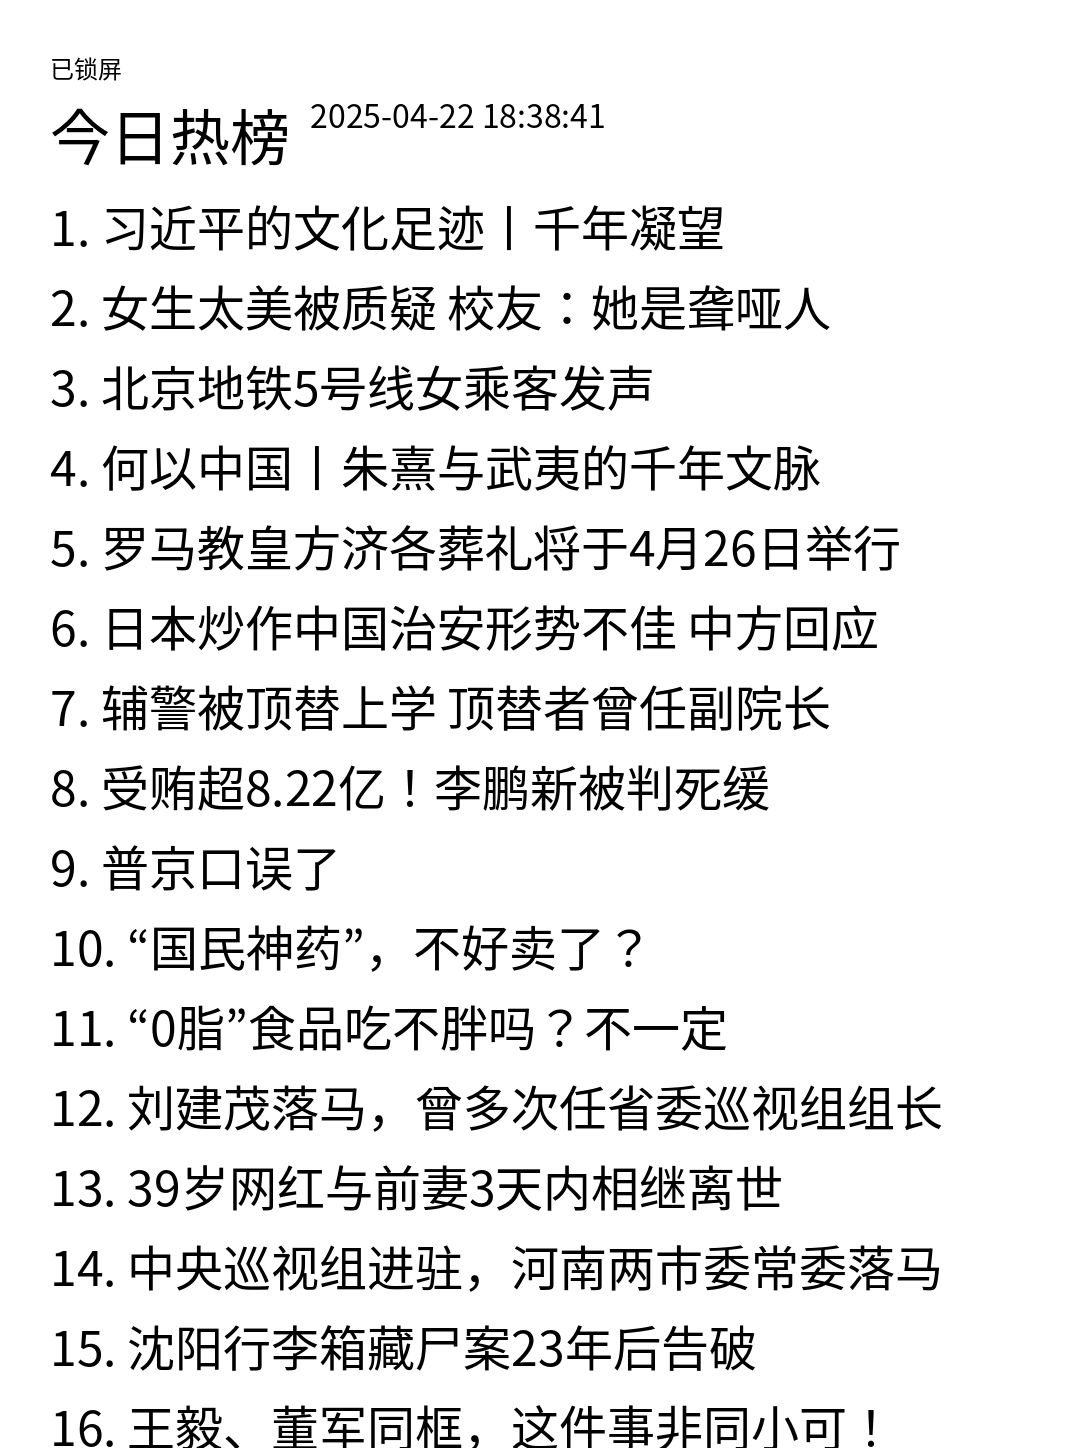 已锁屏
今日热榜 2025-04-22 18:38:41
1. 习近平的文化足迹丨千年凝望
2. 女生太美被质疑 校友：她是聋哑人
3. 北京地铁5号线女乘客发声
4. 何以中国丨朱熹与武夷的千年文脉
5. 罗马教皇方济各葬礼将于4月26日举行
6. 日本炒作中国治安形势不佳 中方回应
7. 辅警被顶替上学 顶替者曾任副院长
8. 受贿超8.22亿！李鹏新被判死缓
9. 普京口误了
10. “国民神药”，不好卖了？
11. “0脂”食品吃不胖吗？不一定
12. 刘建茂落马，曾多次任省委巡视组组长
13. 39岁网红与前妻3天内相继离世
14. 中央巡视组进驻，河南两市委常委落马
15. 沈阳行李箱藏尸案23年后告破
16. 王毅、董军同框，这件事非同小可！